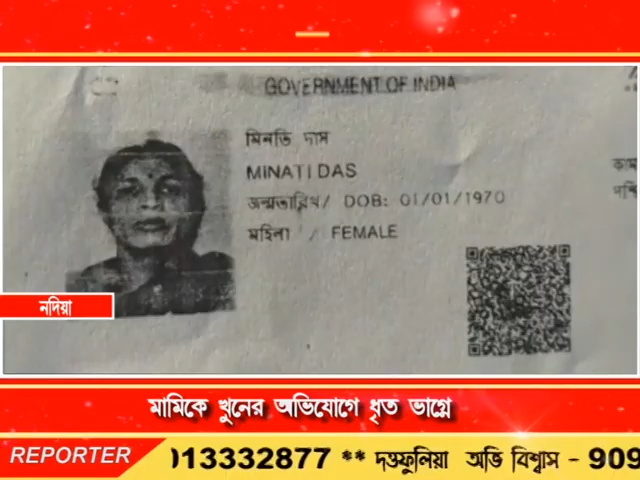 GOVERNMENT OF INDIA
মিনতি দাস
MINATI DAS
জন্মতারিখ/ DOB: 01/01/1970
মহিলা / FEMALE
নদিয়া
মামিকে খুনের অভিযোগে ধৃত ভাগ্নে
REPORTER
013332877 ** দত্তফুলিয়া অভি বিশ্বাস - 909